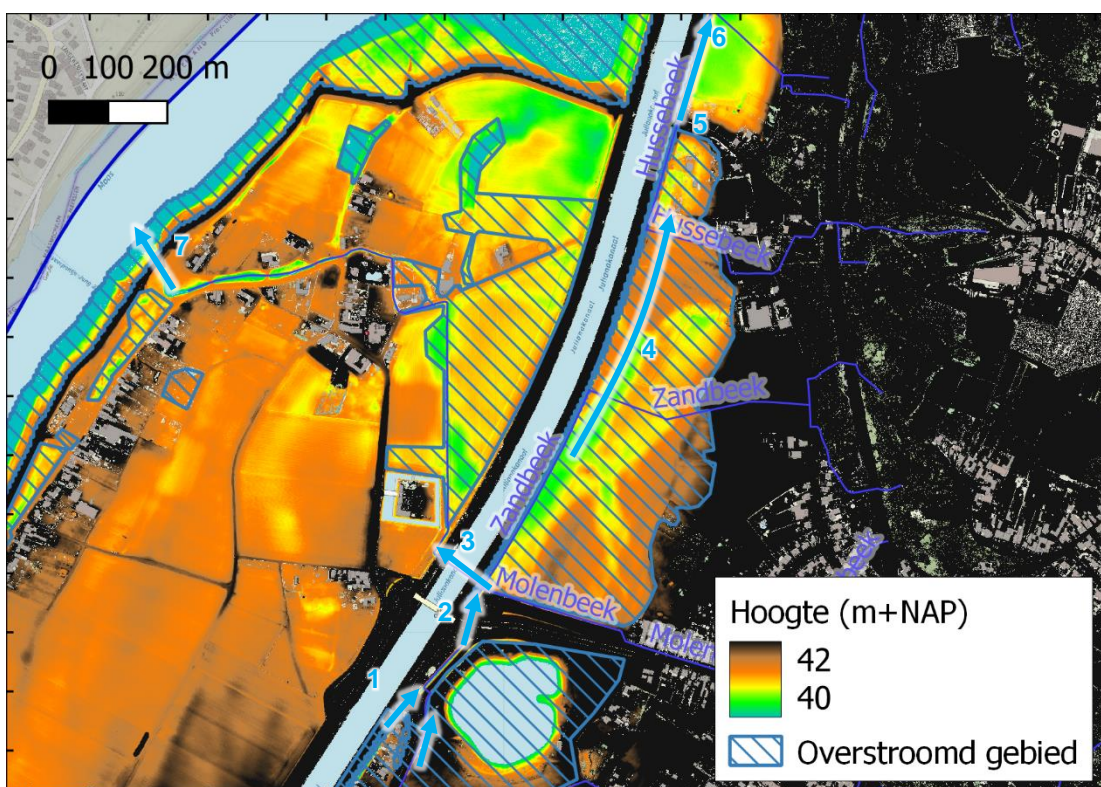 0 100 200 m
Maas
6
Hussebeek
5
Hussebeek
7
Julianakanaal
Julianakanaal
4
Zandbeek
Zandbeek
3
Molenbeek
2
1
Hoogte (m+NAP)
42
40
Overstroomd gebied